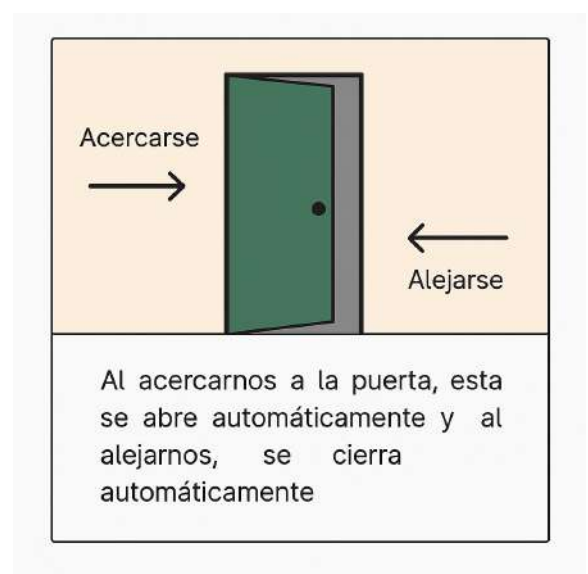 Acercarse
Alejarse
Al acercarnos a la puerta, esta
se abre automáticamente y al
alejarnos, se cierra
automáticamente